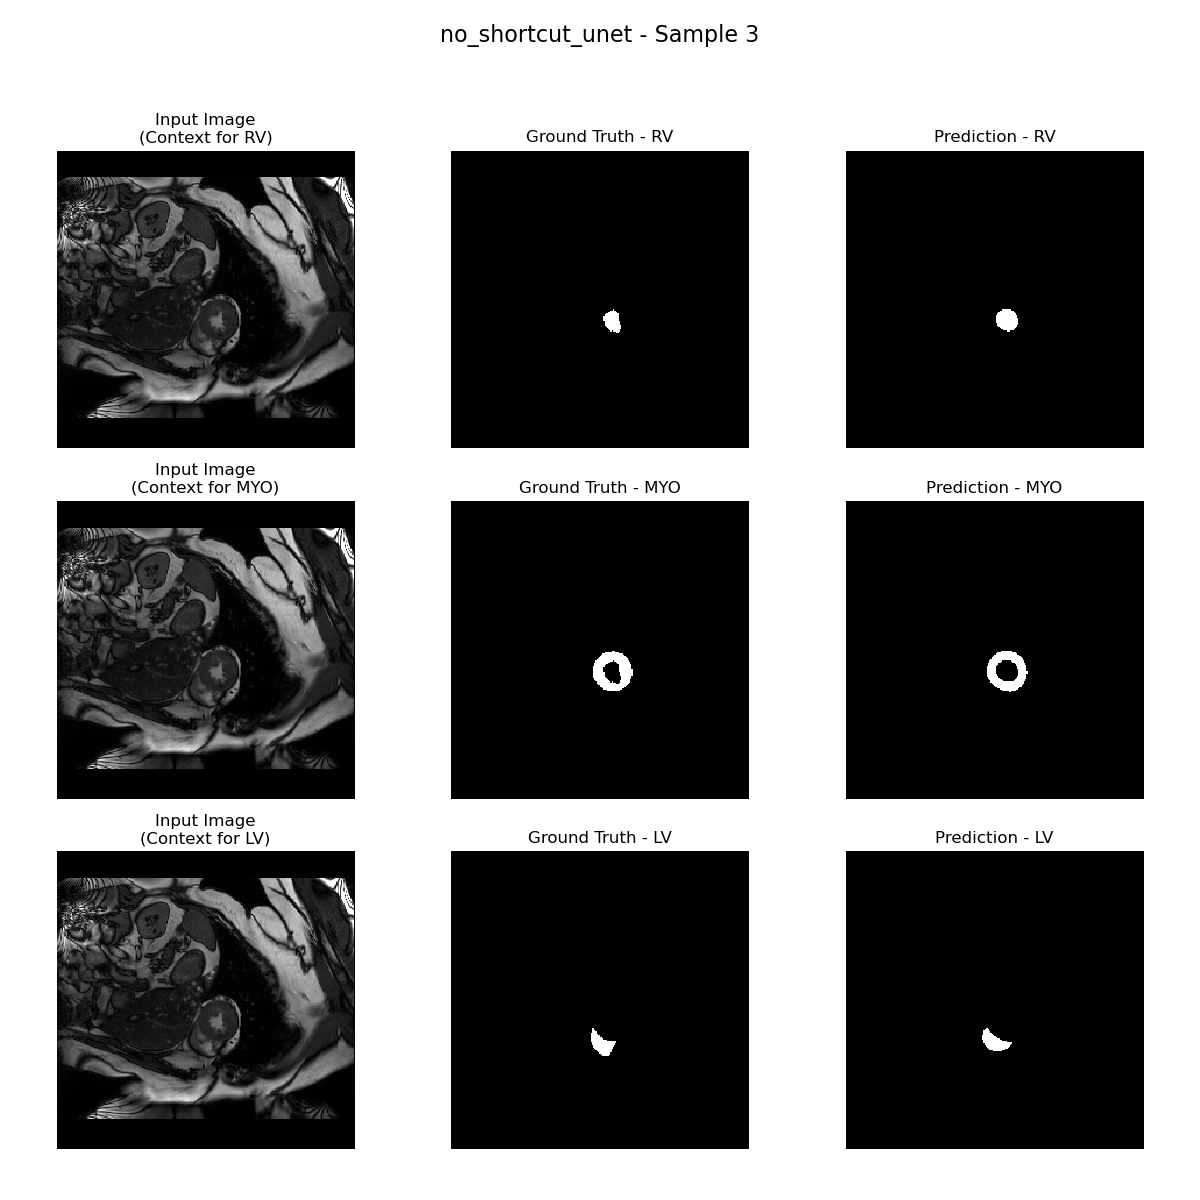 no_shortcut_unet - Sample 3
Input Image
(Context for RV)
Ground Truth - RV
Prediction - RV
Input Image
(Context for MYO)
Ground Truth - MYO
Prediction - MYO
Input Image
(Context for LV)
Ground Truth - LV
Prediction - LV